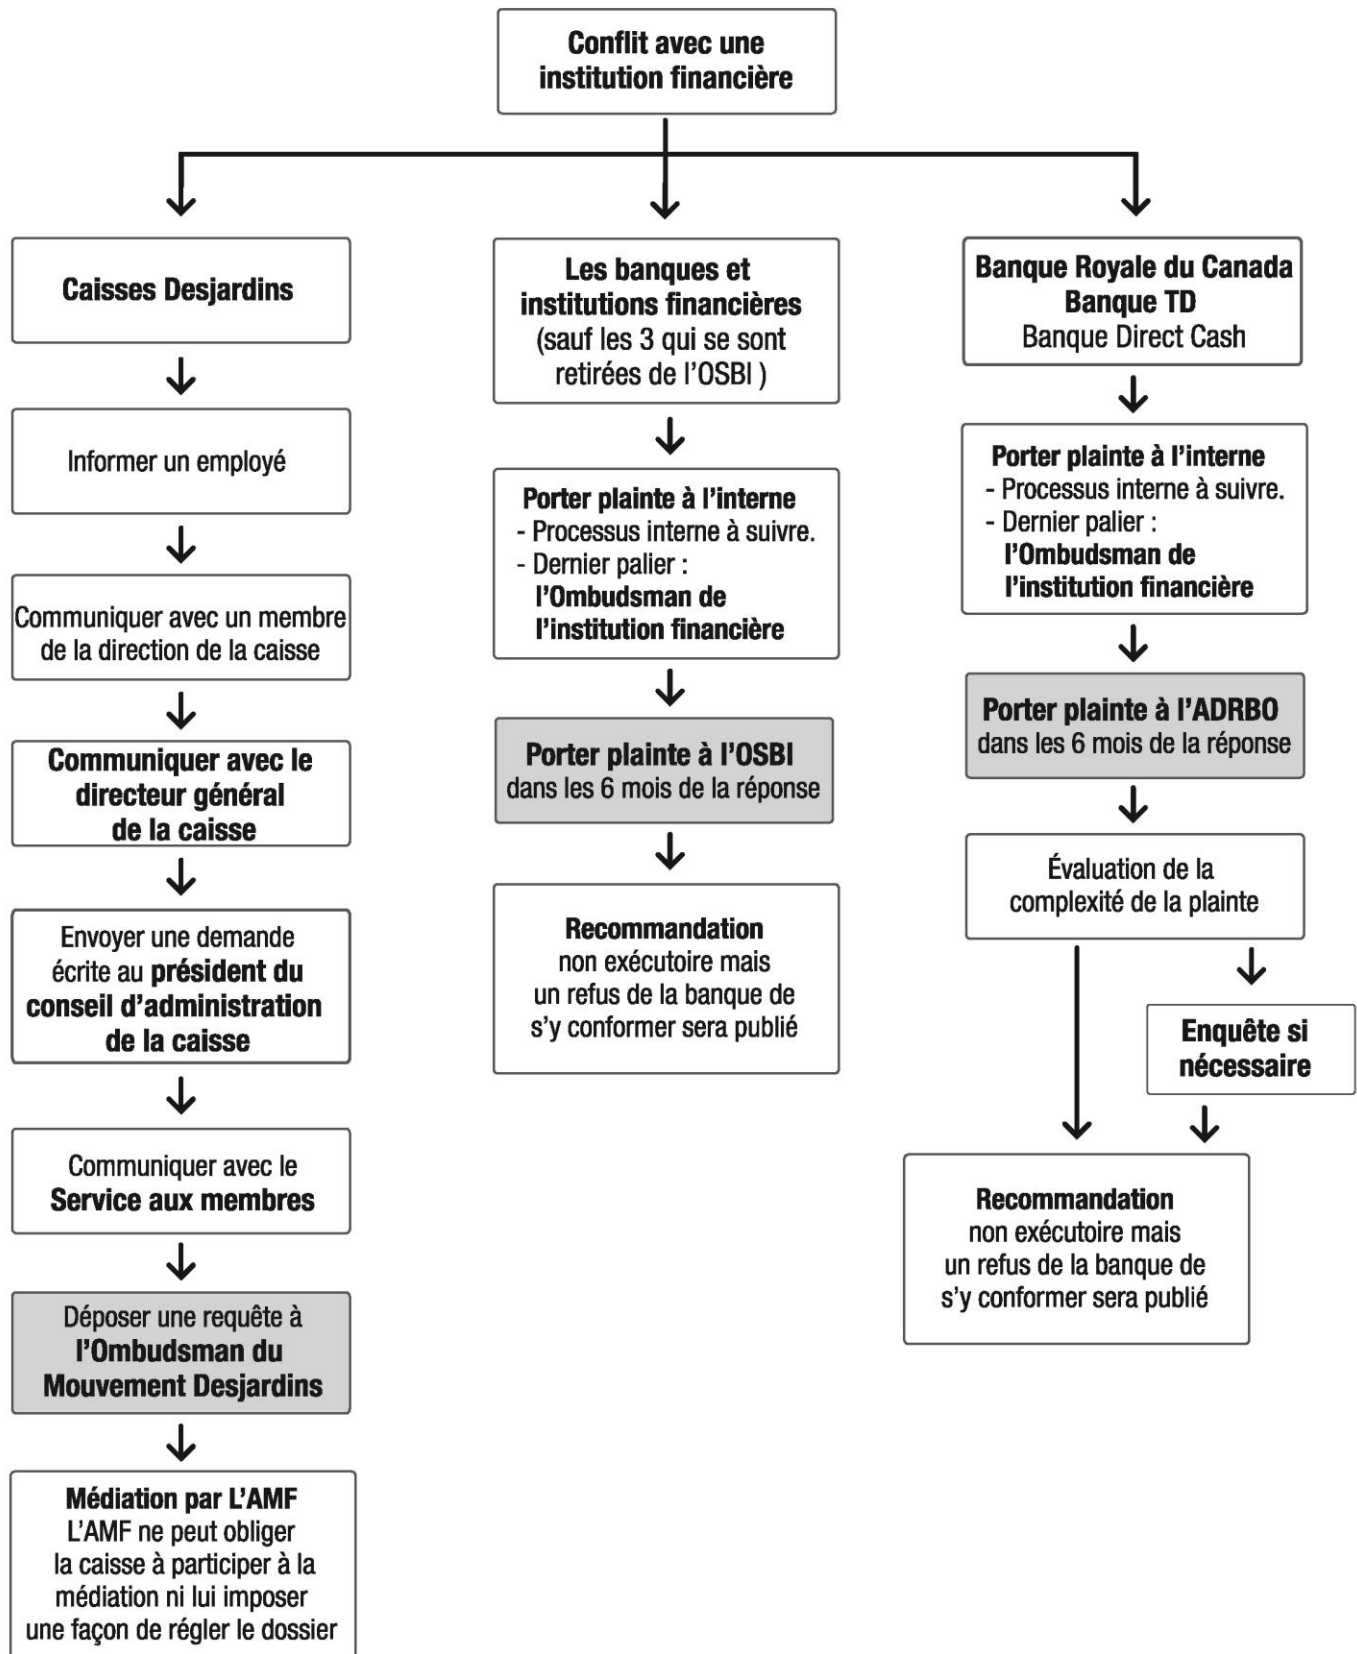 Conflit avec une
institution financière
Caisses Desjardins
Informer un employé
Communiquer avec un membre
de la direction de la caisse
Communiquer avec le
directeur général
de la caisse
Envoyer une demande
écrite au président du
conseil d'administration
de la caisse
Communiquer avec le
Service aux membres
Déposer une requête à
l'Ombudsman du
Mouvement Desjardins
Médiation par L'AMF
L'AMF ne peut obliger
la caisse à participer à la
médiation ni lui imposer
une façon de régler le dossier
Les banques et
institutions financières
(sauf les 3 qui se sont
retirées de l'OSBI )
Porter plainte à l'interne
- Processus interne à suivre.
- Dernier palier :
l'Ombudsman de
l'institution financière
Porter plainte à l'OSBI
dans les 6 mois de la réponse
Recommandation
non exécutoire mais
un refus de la banque de
s'y conformer sera publié
Banque Royale du Canada
Banque TD
Banque Direct Cash
Porter plainte à l'interne
- Processus interne à suivre.
- Dernier palier :
l'Ombudsman de
l'institution financière
Porter plainte à l'ADRBO
dans les 6 mois de la réponse
Évaluation de la
complexité de la plainte
Enquête si
nécessaire
Recommandation
non exécutoire mais
un refus de la banque de
s'y conformer sera publié